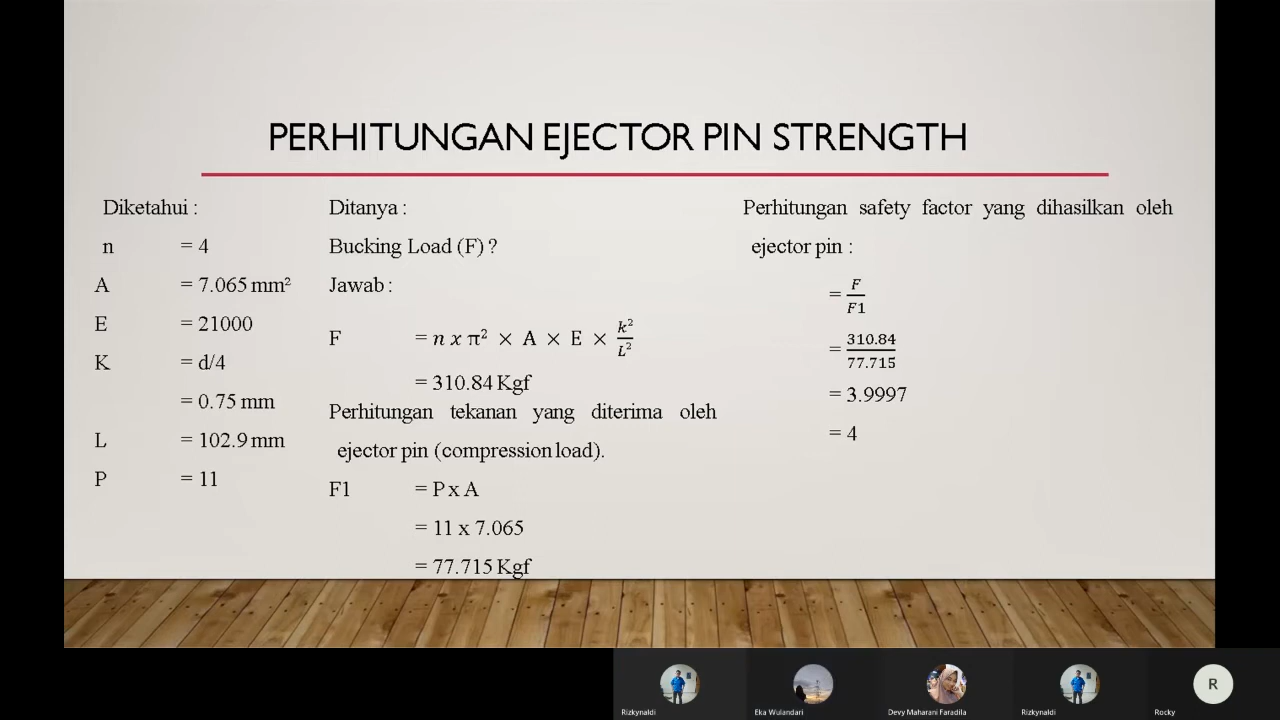 PERHITUNGAN EJECTOR PIN STRENGTH
Diketahui :
n = 4
A = 7.065 mm²
E = 21000
K = d/4
= 0.75 mm
L = 102.9 mm
P = 11
Ditanya :
Bucking Load (F) ?
Jawab :
F = n x π² × A × E × k²/L²
= 310.84 Kgf
Perhitungan tekanan yang diterima oleh
ejector pin (compression load).
F1 = P x A
= 11 x 7.065
= 77.715 Kgf
Perhitungan safety factor yang dihasilkan oleh
ejector pin :
= F/F1
= 310.84/77.715
= 3.9997
= 4
Rizkynaldi
Eka Wulandari
Devy Maharani Faradila
Rizkynaldi
R
Rocky